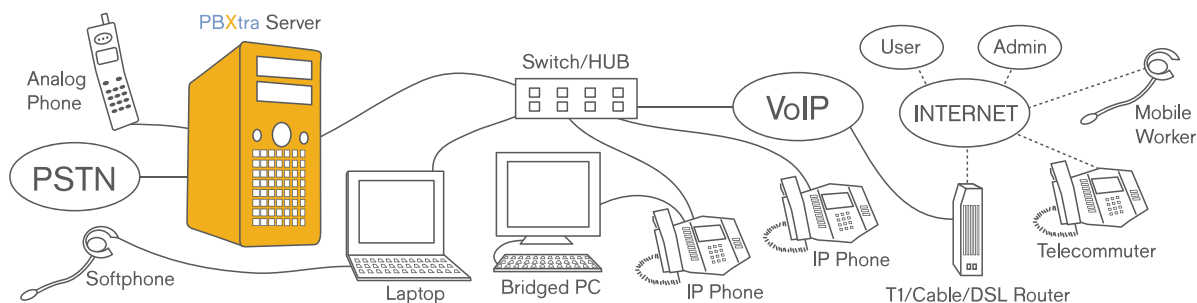 PBXtra Server
Analog
Phone
PSTN
Softphone
Laptop
Switch/HUB
Bridged PC
IP Phone
IP Phone
VoIP
User
Admin
INTERNET
Mobile
Worker
Telecommuter
T1/Cable/DSL Router